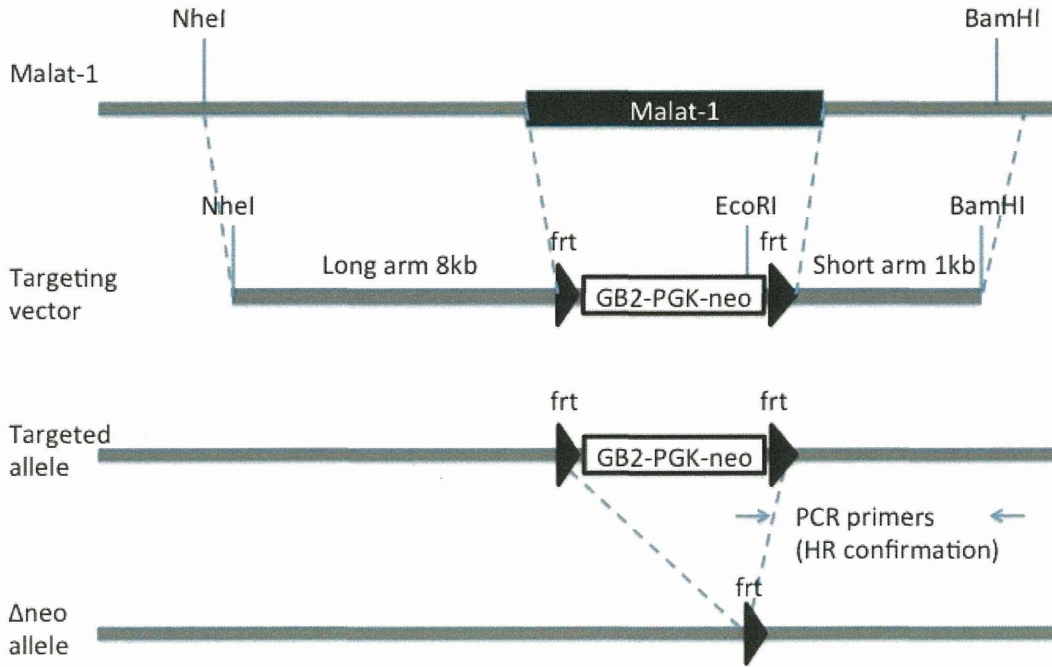 NheI
BamHI
Malat-1
Malat-1
NheI
EcoRI
BamHI
frt
frt
Long arm 8kb
Short arm 1kb
Targeting
vector
GB2-PGK-neo
frt
frt
Targeted
allele
GB2-PGK-neo
PCR primers
(HR confirmation)
frt
Δneo
allele